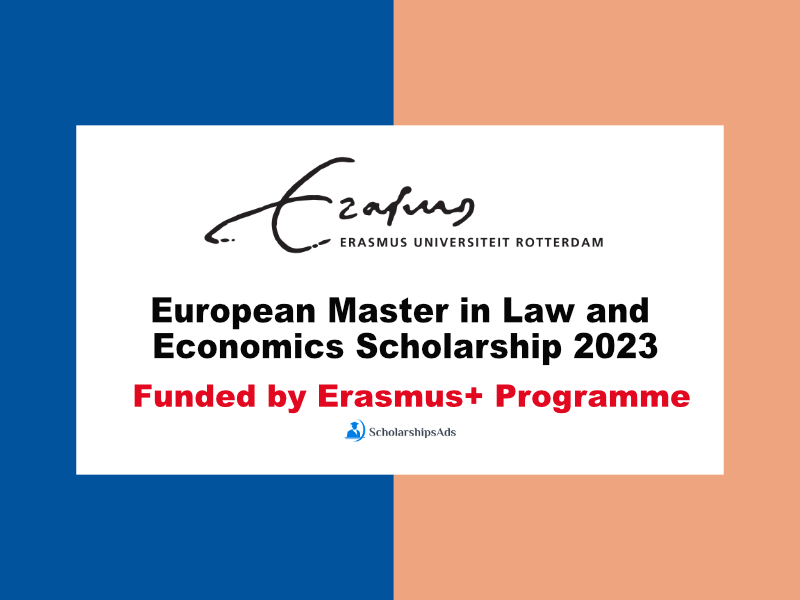 Erasmus
ERASMUS UNIVERSITEIT ROTTERDAM
European Master in Law and
Economics Scholarship 2023
Funded by Erasmus+ Programme
ScholarshipsAds